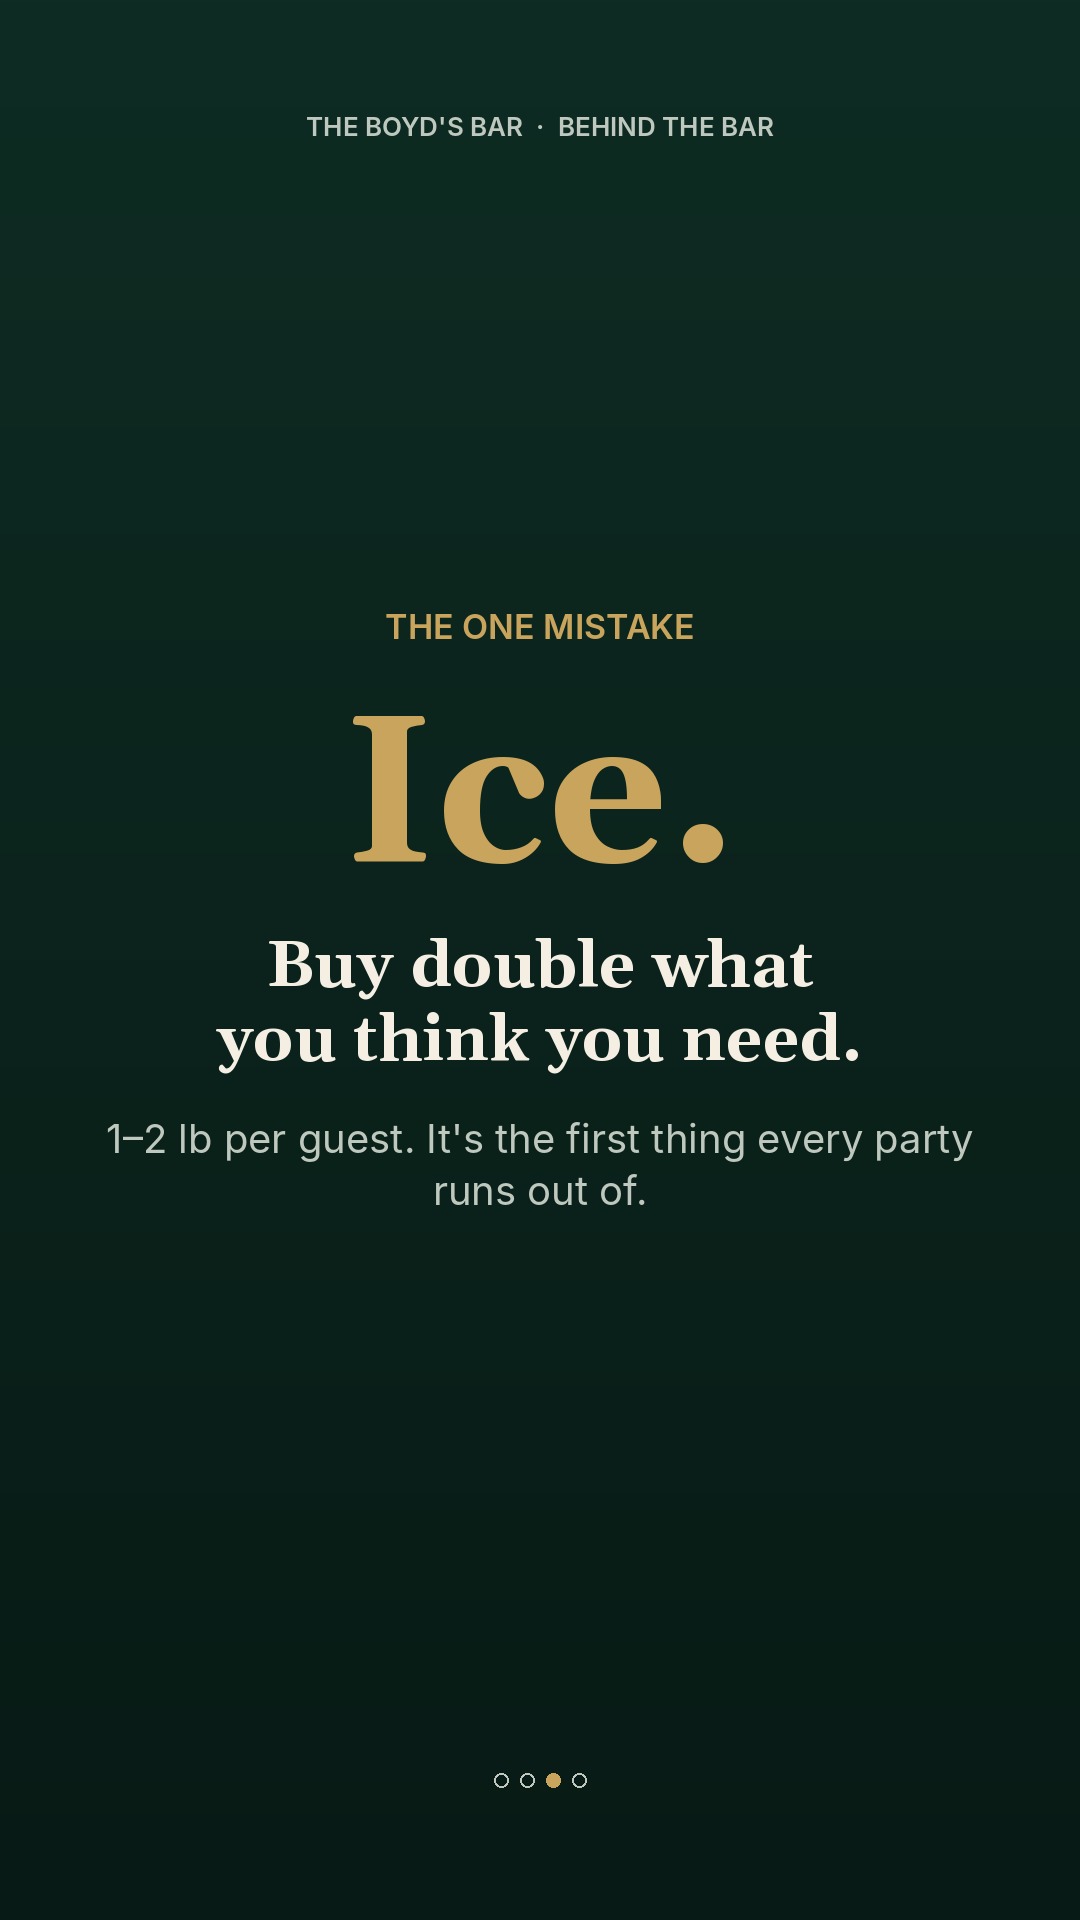 THE BOYD'S BAR · BEHIND THE BAR
THE ONE MISTAKE
Ice.
Buy double what
you think you need.
1–2 lb per guest. It's the first thing every party
runs out of.